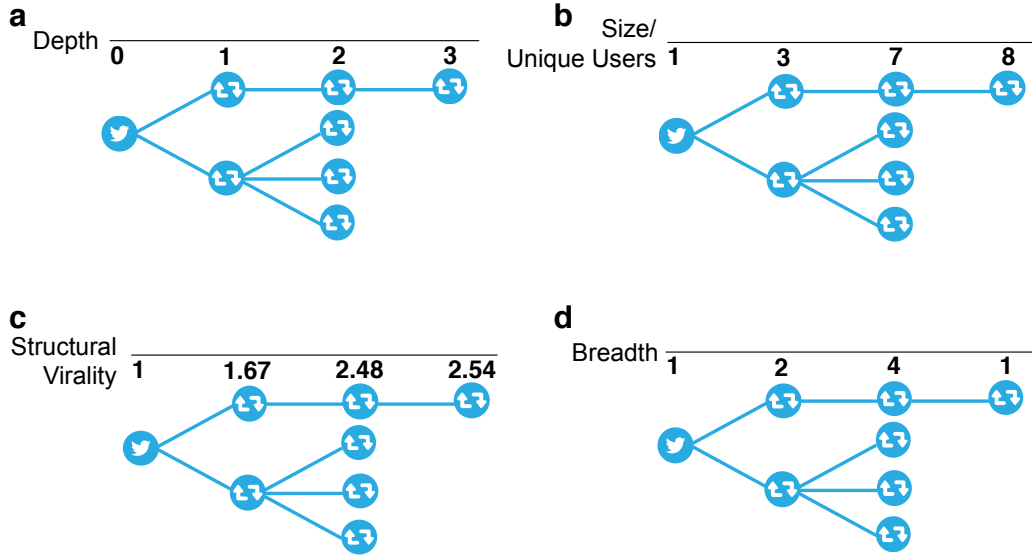 a
Depth
0 1 2 3
b
Size/
Unique Users
1 3 7 8
c
Structural
Virality
1 1.67 2.48 2.54
d
Breadth
1 2 4 1